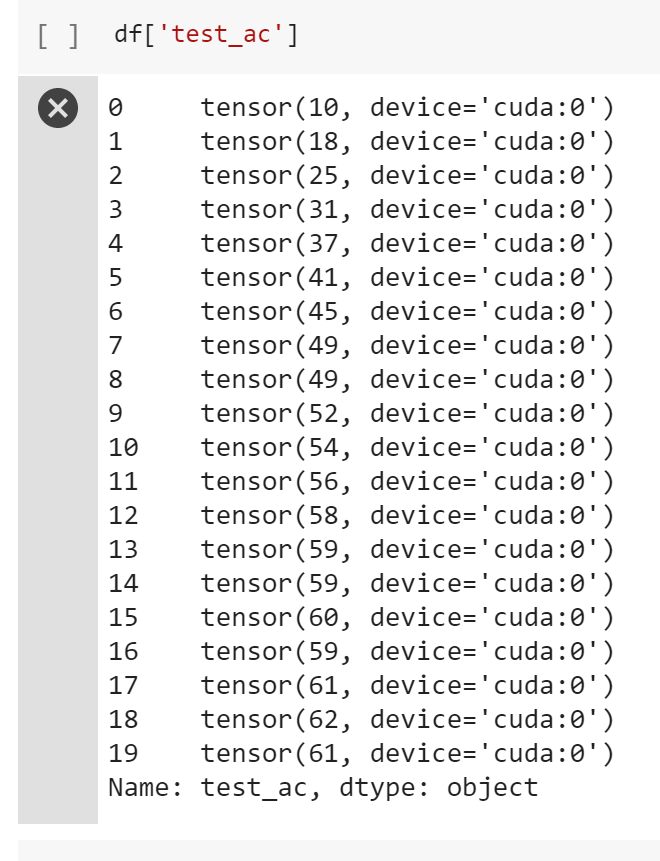 [ ] df['test_ac']
0 tensor(10, device='cuda:0')
1 tensor(18, device='cuda:0')
2 tensor(25, device='cuda:0')
3 tensor(31, device='cuda:0')
4 tensor(37, device='cuda:0')
5 tensor(41, device='cuda:0')
6 tensor(45, device='cuda:0')
7 tensor(49, device='cuda:0')
8 tensor(49, device='cuda:0')
9 tensor(52, device='cuda:0')
10 tensor(54, device='cuda:0')
11 tensor(56, device='cuda:0')
12 tensor(58, device='cuda:0')
13 tensor(59, device='cuda:0')
14 tensor(59, device='cuda:0')
15 tensor(60, device='cuda:0')
16 tensor(59, device='cuda:0')
17 tensor(61, device='cuda:0')
18 tensor(62, device='cuda:0')
19 tensor(61, device='cuda:0')
Name: test_ac, dtype: object